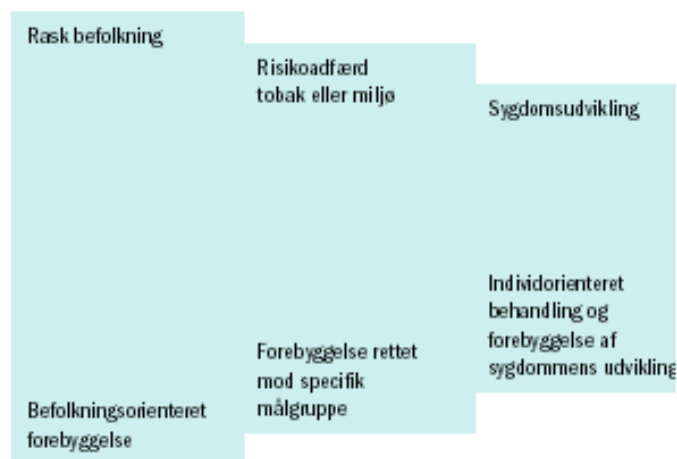 Rask befolkning
Risikoadfærd
tobak eller miljø
Sygdomsudvikling
Individorienteret
behandling og
forebyggelse af
sygdommens udvikling
Forebyggelse rettet
mod specifik
målgruppe
Befolkningsorienteret
forebyggelse